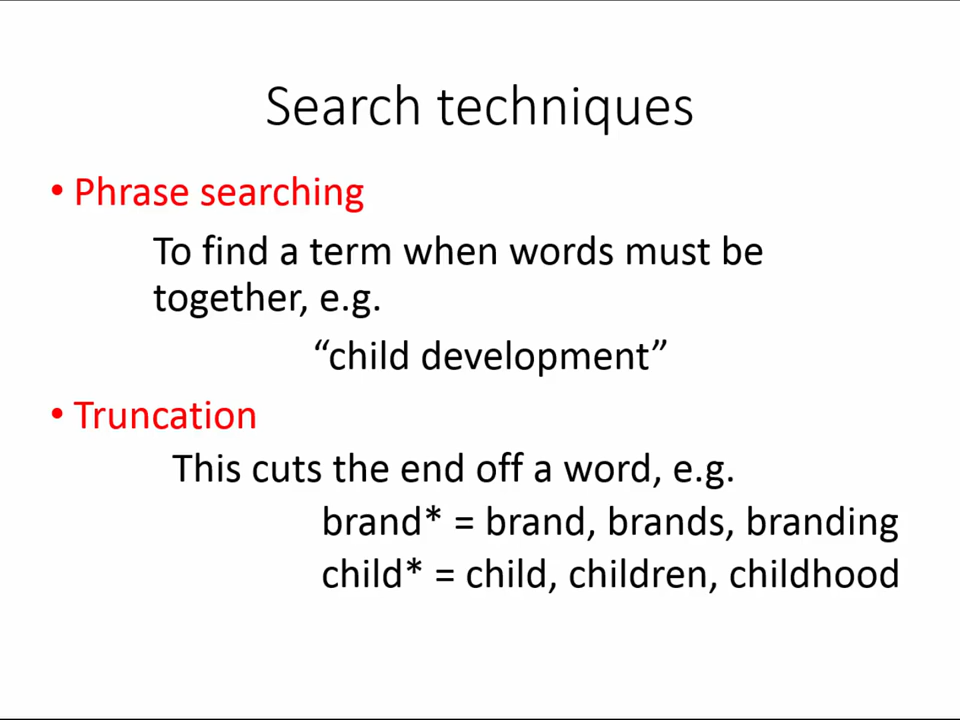 Search techniques
• Phrase searching
To find a term when words must be
together, e.g.
“child development”
• Truncation
This cuts the end off a word, e.g.
brand* = brand, brands, branding
child* = child, children, childhood